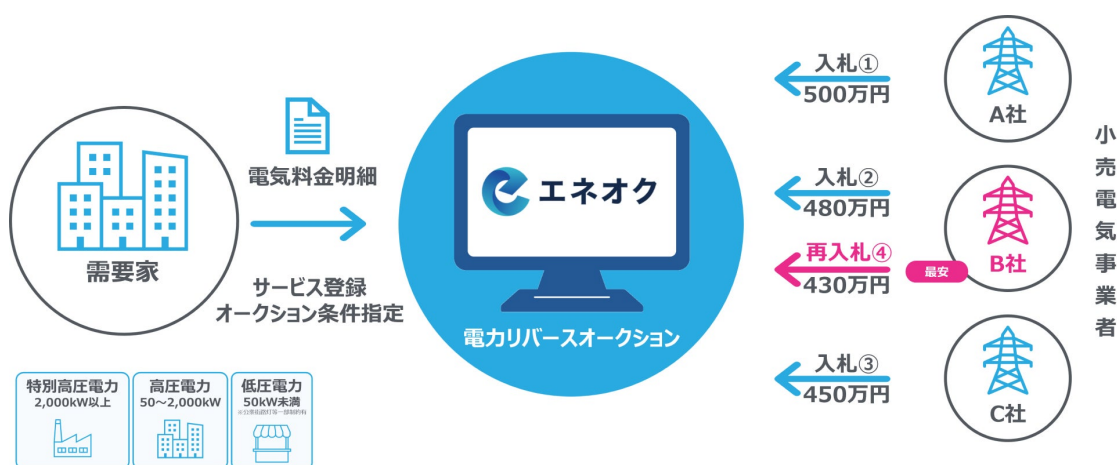 需要家
電気料金明細
サービス登録
オークション条件指定
特別高圧電力
2,000kW以上
高圧電力
50～2,000kW
低圧電力
50kW未満
エネオク
電力リバースオークション
入札①
500万円
A社
入札②
480万円
再入札④
430万円
最安
B社
入札③
450万円
C社
小売電気事業者